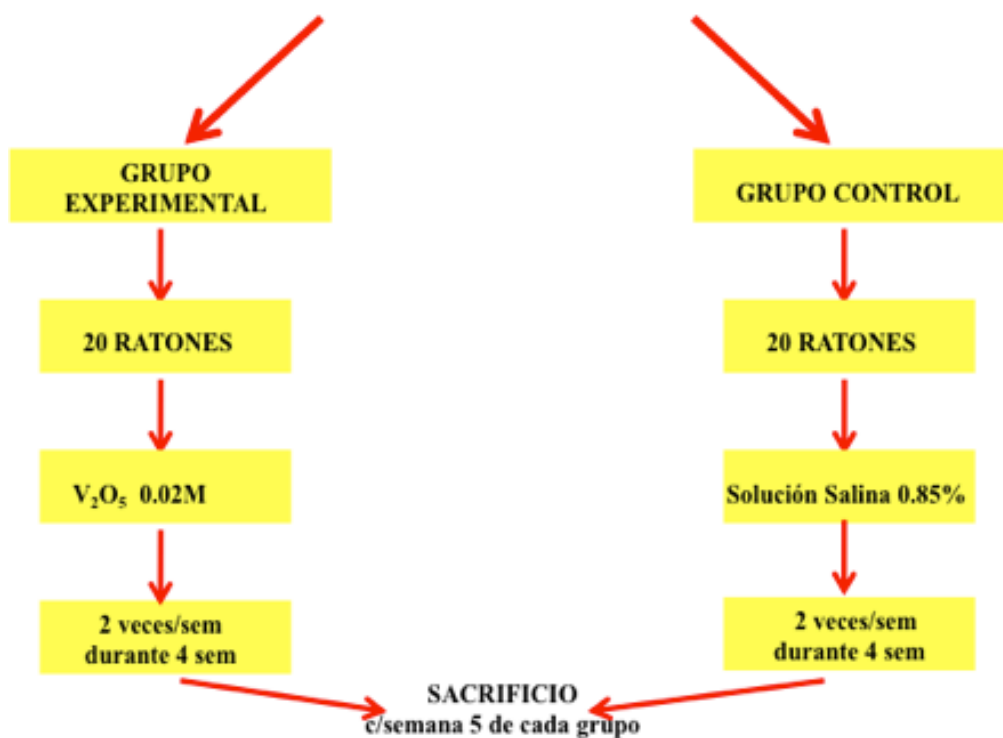 GRUPO
EXPERIMENTAL
GRUPO CONTROL
20 RATONES
20 RATONES
V₂O₅ 0.02M
Solución Salina 0.85%
2 veces/sem
durante 4 sem
2 veces/sem
durante 4 sem
SACRIFICIO
c/semana 5 de cada grupo